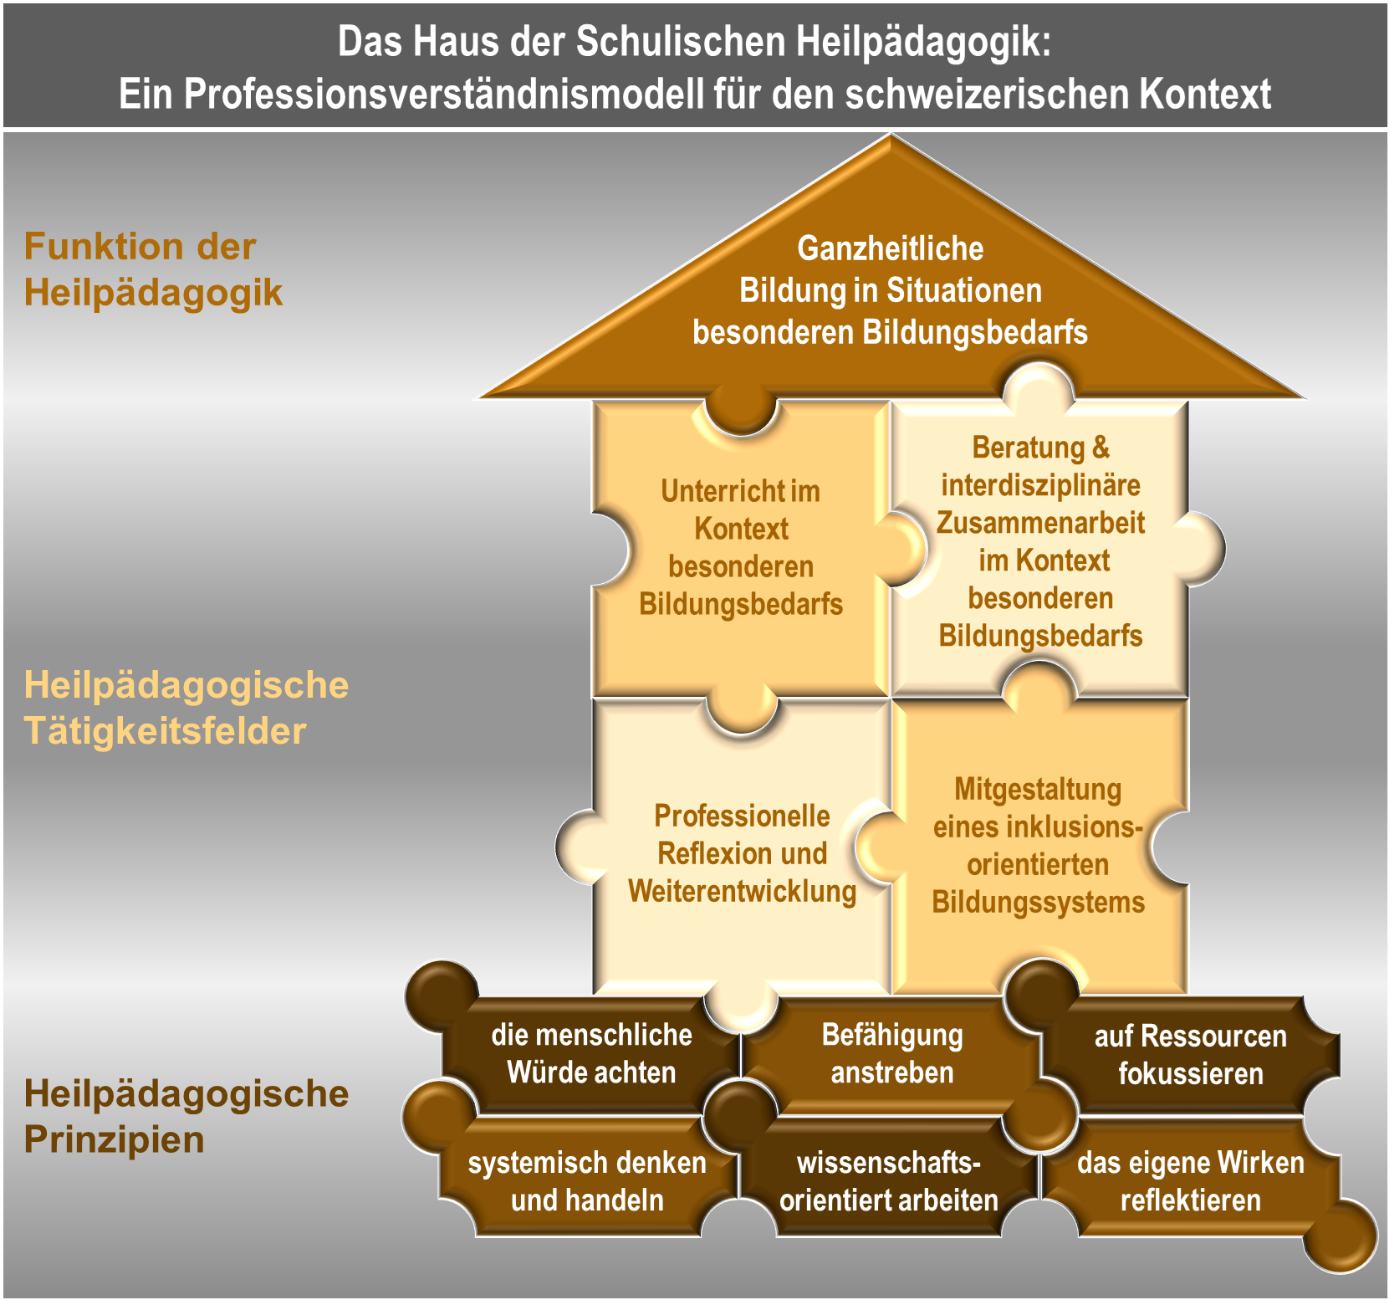 Das Haus der Schulischen Heilpädagogik:
Ein Professionsverständnismodell für den schweizerischen Kontext
Funktion der
Heilpädagogik
Ganzheitliche
Bildung in Situationen
besonderen Bildungsbedarfs
Heilpädagogische
Tätigkeitsfelder
Unterricht im
Kontext
besonderen
Bildungsbedarfs
Beratung &
interdisziplinäre
Zusammenarbeit
im Kontext
besonderen
Bildungsbedarfs
Professionelle
Reflexion und
Weiterentwicklung
Mitgestaltung
eines inklusions-
orientierten
Bildungssystems
Heilpädagogische
Prinzipien
die menschliche
Würde achten
Befähigung
anstreben
auf Ressourcen
fokussieren
systemisch denken
und handeln
wissenschafts-
orientiert arbeiten
das eigene Wirken
reflektieren